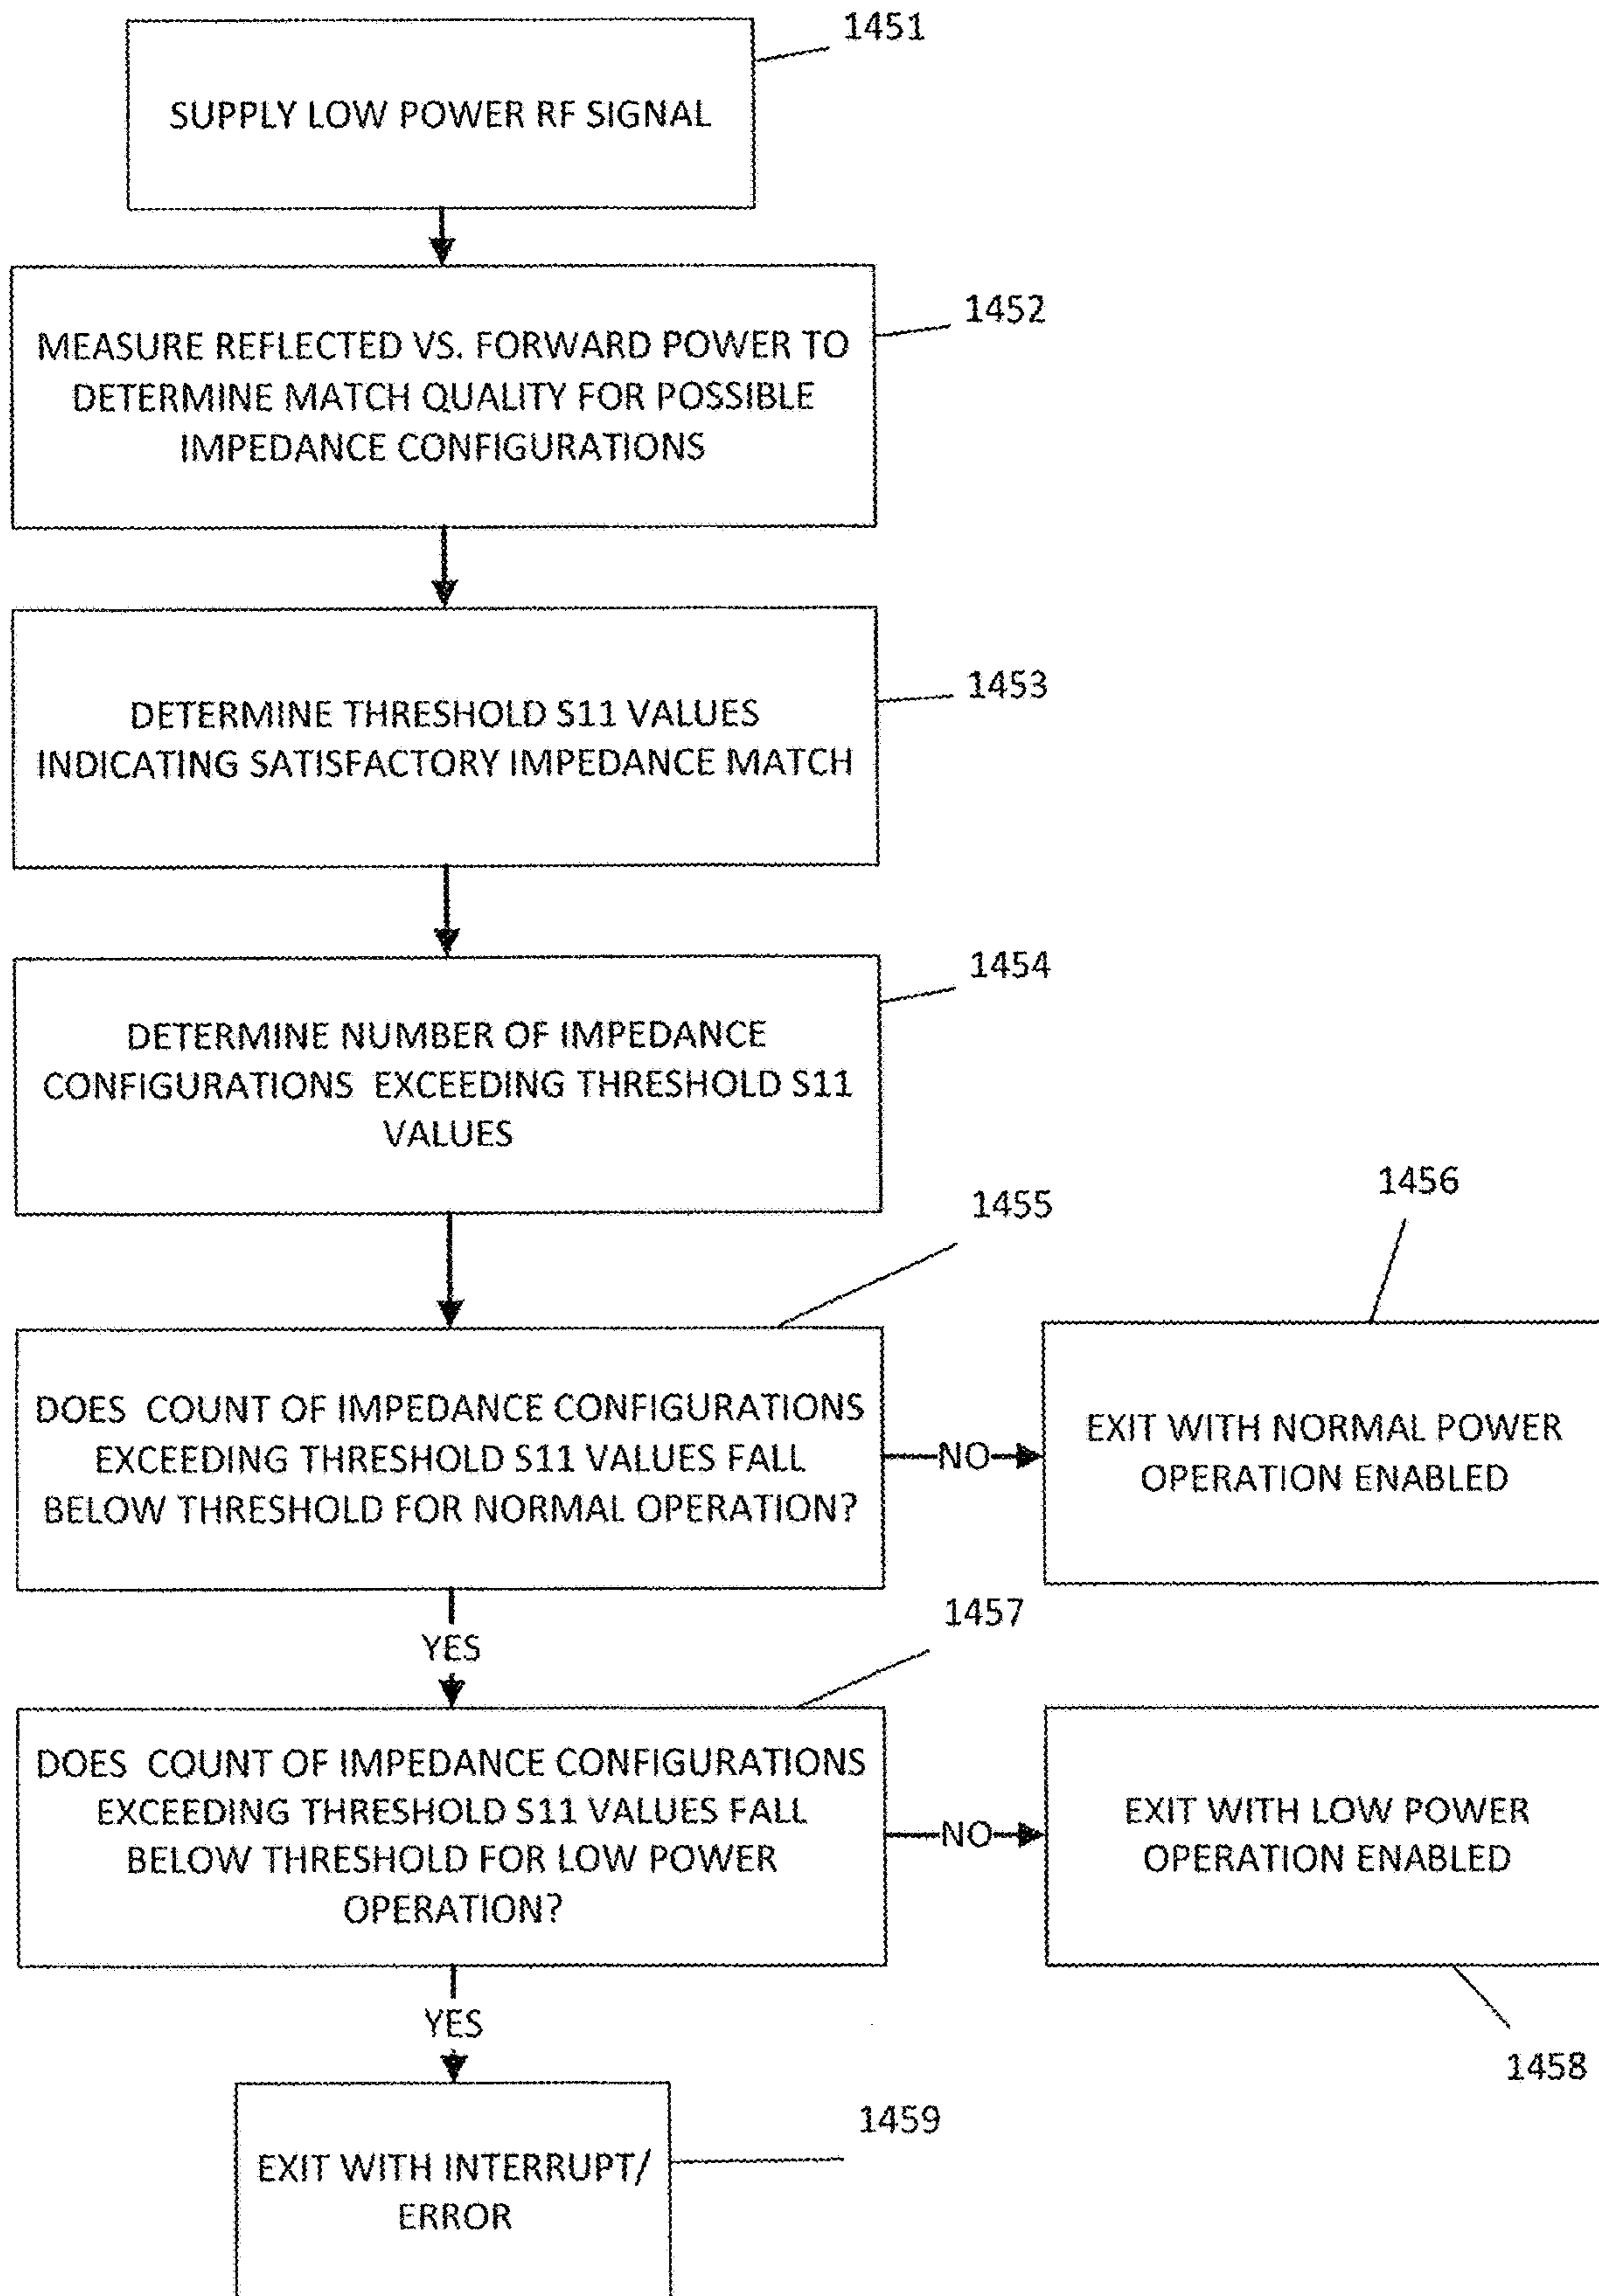 1451
SUPPLY LOW POWER RF SIGNAL
1452
MEASURE REFLECTED VS. FORWARD POWER TO
DETERMINE MATCH QUALITY FOR POSSIBLE
IMPEDANCE CONFIGURATIONS
1453
DETERMINE THRESHOLD S11 VALUES
INDICATING SATISFACTORY IMPEDANCE MATCH
1454
DETERMINE NUMBER OF IMPEDANCE
CONFIGURATIONS EXCEEDING THRESHOLD S11
VALUES
1455
1456
DOES COUNT OF IMPEDANCE CONFIGURATIONS
EXCEEDING THRESHOLD S11 VALUES FALL
BELOW THRESHOLD FOR NORMAL OPERATION?
NO
EXIT WITH NORMAL POWER
OPERATION ENABLED
YES
1457
DOES COUNT OF IMPEDANCE CONFIGURATIONS
EXCEEDING THRESHOLD S11 VALUES FALL
BELOW THRESHOLD FOR LOW POWER
OPERATION?
NO
EXIT WITH LOW POWER
OPERATION ENABLED
1458
YES
1459
EXIT WITH INTERRUPT/
ERROR